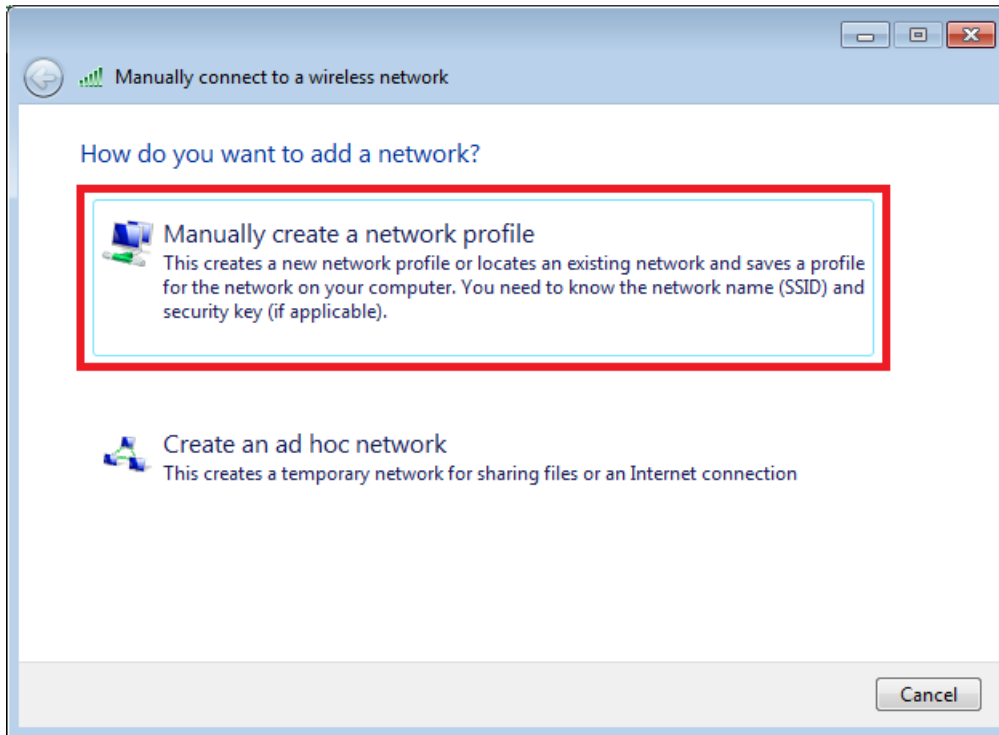 Manually connect to a wireless network
How do you want to add a network?
Manually create a network profile
This creates a new network profile or locates an existing network and saves a profile
for the network on your computer. You need to know the network name (SSID) and
security key (if applicable).
Create an ad hoc network
This creates a temporary network for sharing files or an Internet connection
Cancel